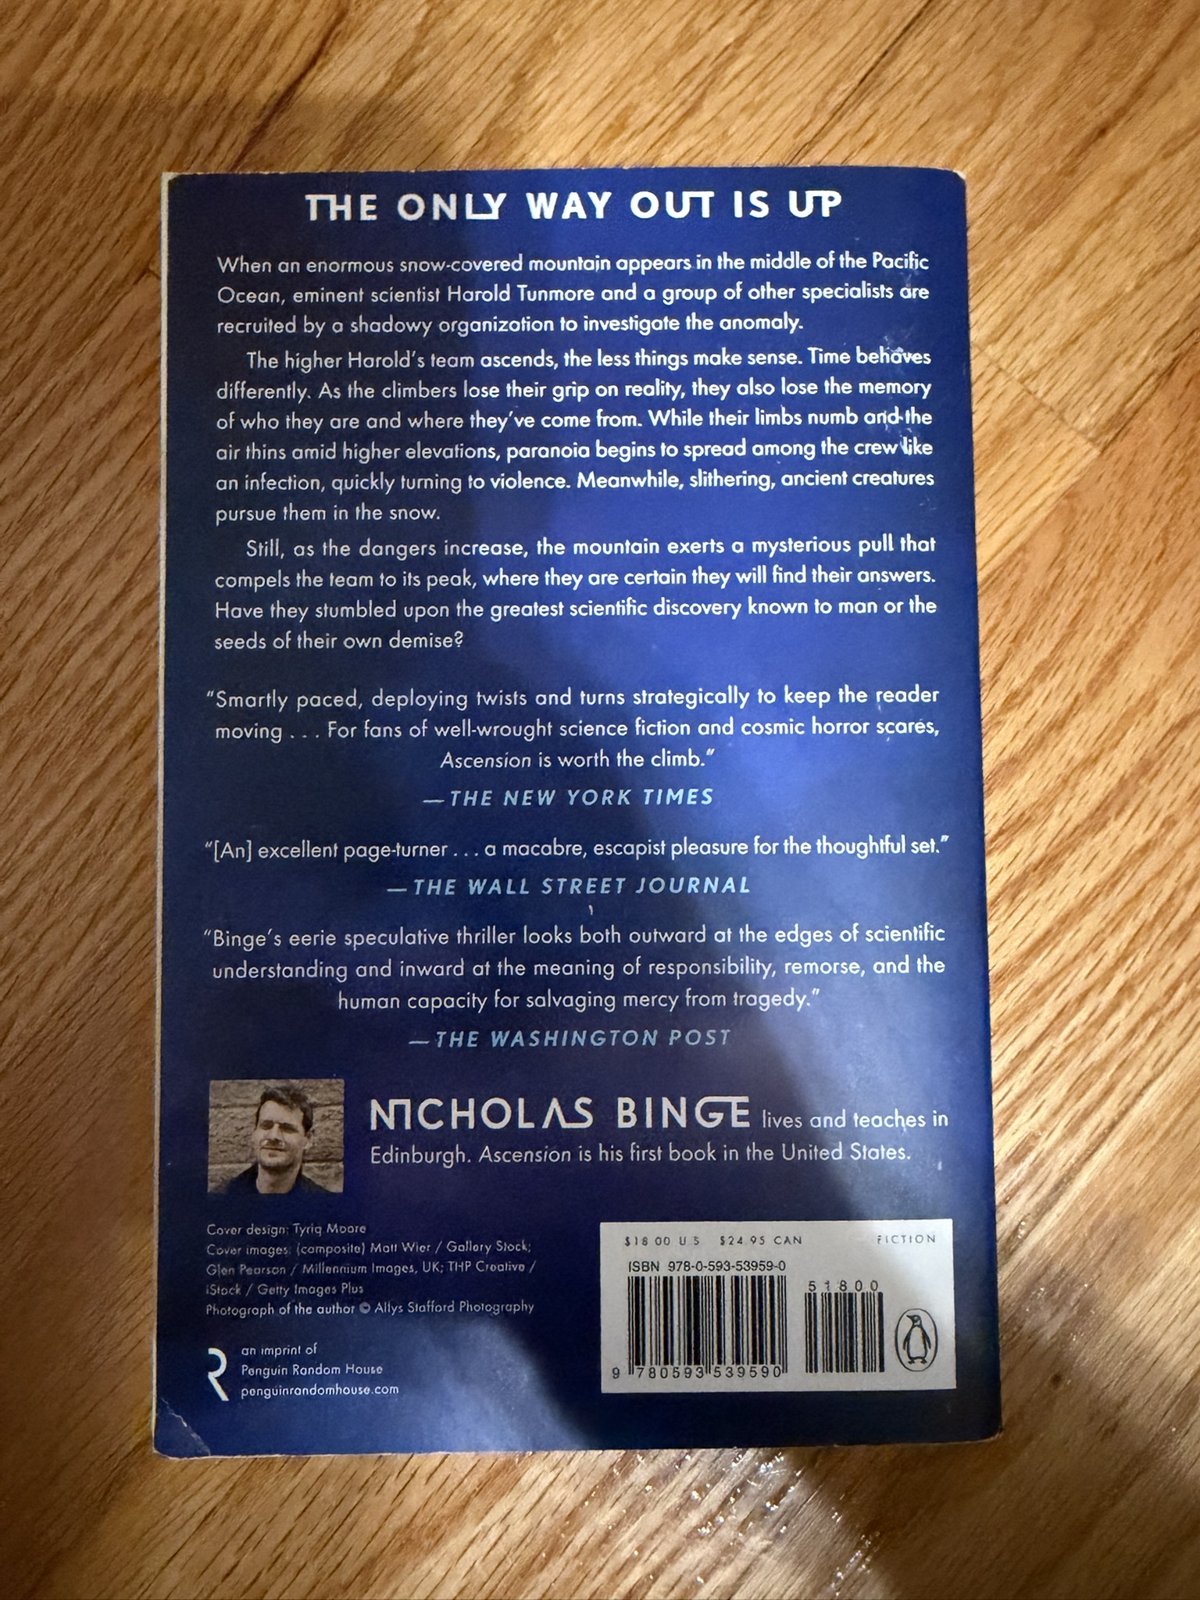 THE ONLY WAY OUT IS UP
When an enormous snow-covered mountain appears in the middle of the Pacific
Ocean, eminent scientist Harold Tunmore and a group of other specialists are
recruited by a shadowy organization to investigate the anomaly.
The higher Harold's team ascends, the less things make sense. Time behaves
differently. As the climbers lose their grip on reality, they also lose the memory
of who they are and where they've come from. While their limbs numb and the
air thins amid higher elevations, paranoia begins to spread among the crew like
an infection, quickly turning to violence. Meanwhile, slithering, ancient creatures
pursue them in the snow.
Still, as the dangers increase, the mountain exerts a mysterious pull that
compels the team to its peak, where they are certain they will find their answers.
Have they stumbled upon the greatest scientific discovery known to man or the
seeds of their own demise?
"Smartly paced, deploying twists and turns strategically to keep the reader
moving . . . For fans of well-wrought science fiction and cosmic horror scares,
Ascension is worth the climb."
—THE NEW YORK TIMES
"[An] excellent page-turner . . . a macabre, escapist pleasure for the thoughtful set."
—THE WALL STREET JOURNAL
"Binge's eerie speculative thriller looks both outward at the edges of scientific
understanding and inward at the meaning of responsibility, remorse, and the
human capacity for salvaging mercy from tragedy."
—THE WASHINGTON POST
NICHOLAS BINGE lives and teaches in
Edinburgh. Ascension is his first book in the United States.
Cover design: Tyriq Moore
Cover images: (composite) Matt Wier / Gallery Stock;
Glen Pearson / Millennium Images, UK; THP Creative /
iStock / Getty Images Plus
Photograph of the author © Allys Stafford Photography
R an imprint of
Penguin Random House
penguinrandomhouse.com
$18.00 U.S. $24.95 CAN FICTION
ISBN 978-0-593-53959-0
51800
9 780593 539590